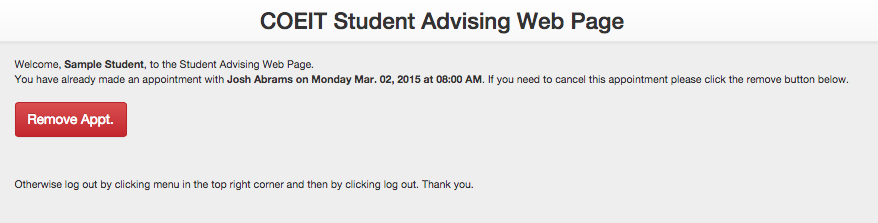 COEIT Student Advising Web Page
Welcome, Sample Student, to the Student Advising Web Page.
You have already made an appointment with Josh Abrams on Monday Mar. 02, 2015 at 08:00 AM. If you need to cancel this appointment please click the remove button below.
Remove Appt.
Otherwise log out by clicking menu in the top right corner and then by clicking log out. Thank you.